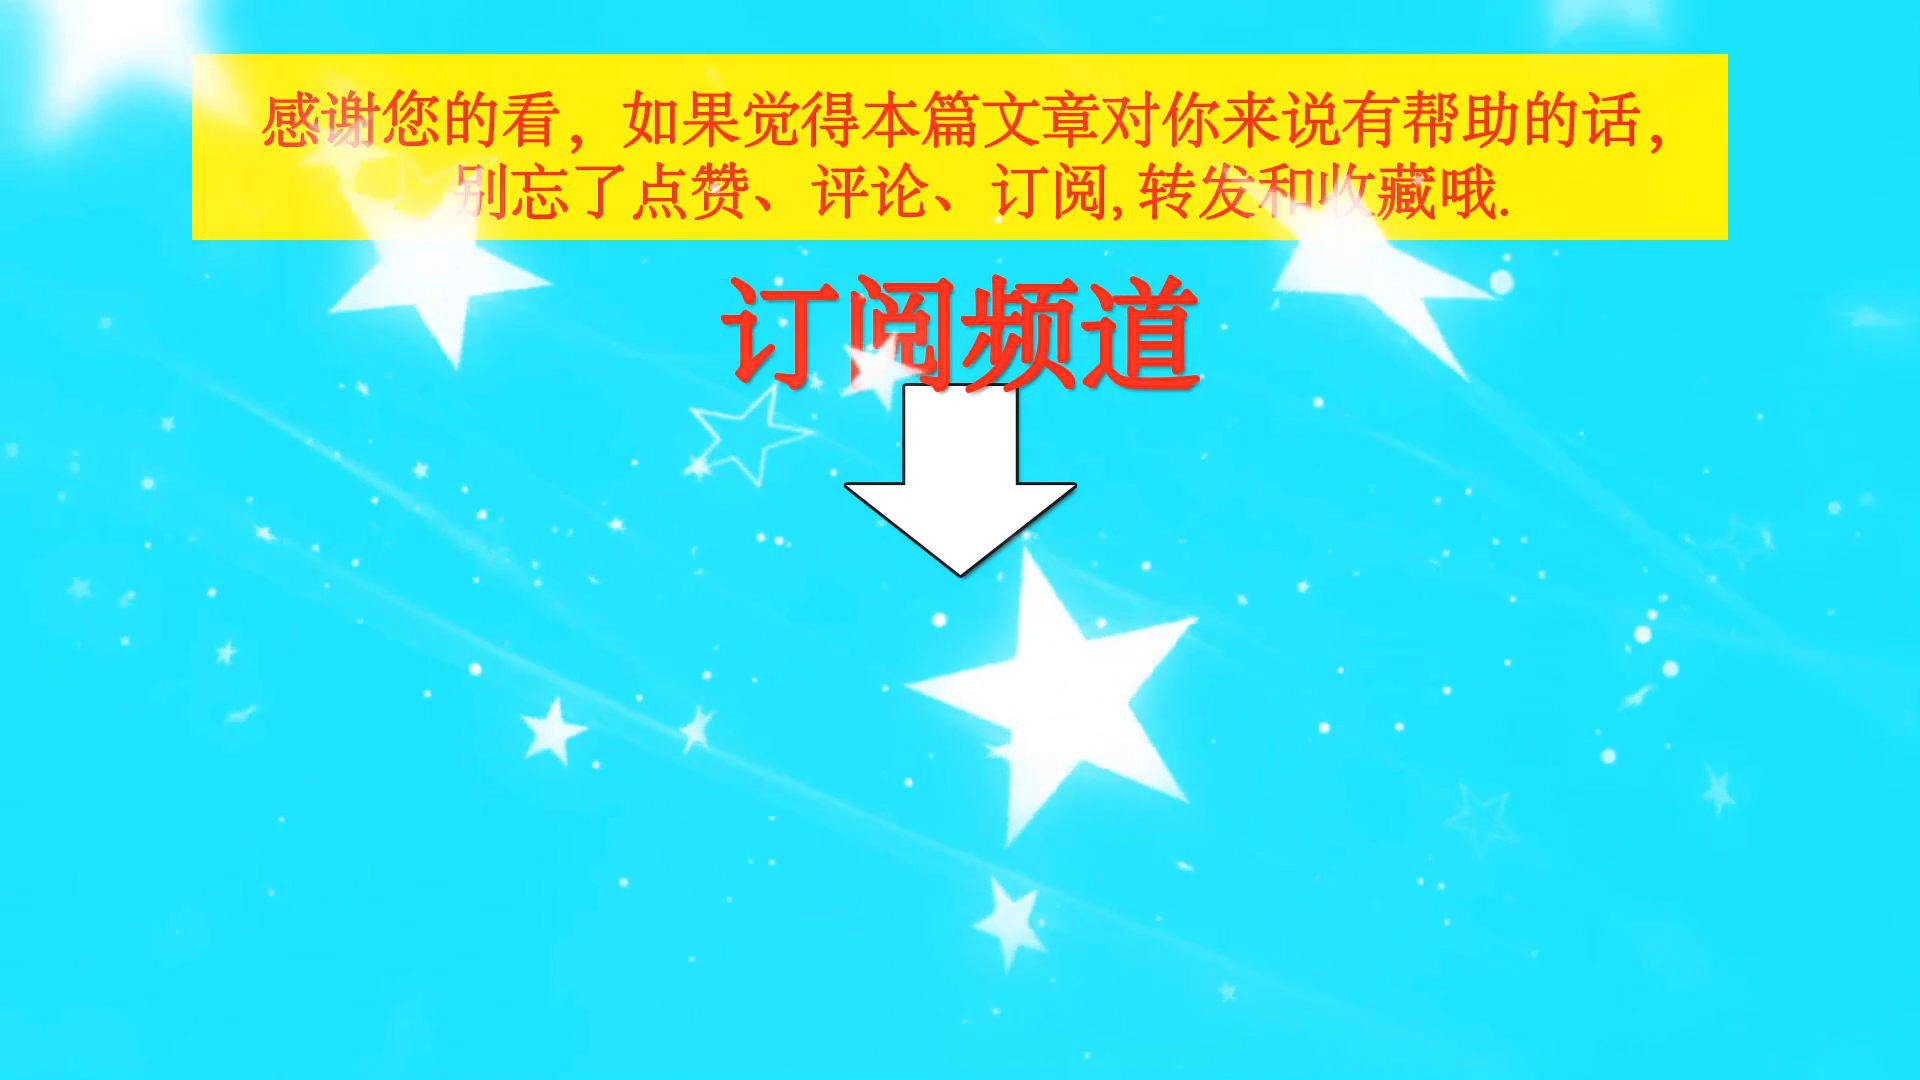 感谢您的看，如果觉得本篇文章对你来说有帮助的话，
别忘了点赞、评论、订阅,转发和收藏哦.
订阅频道